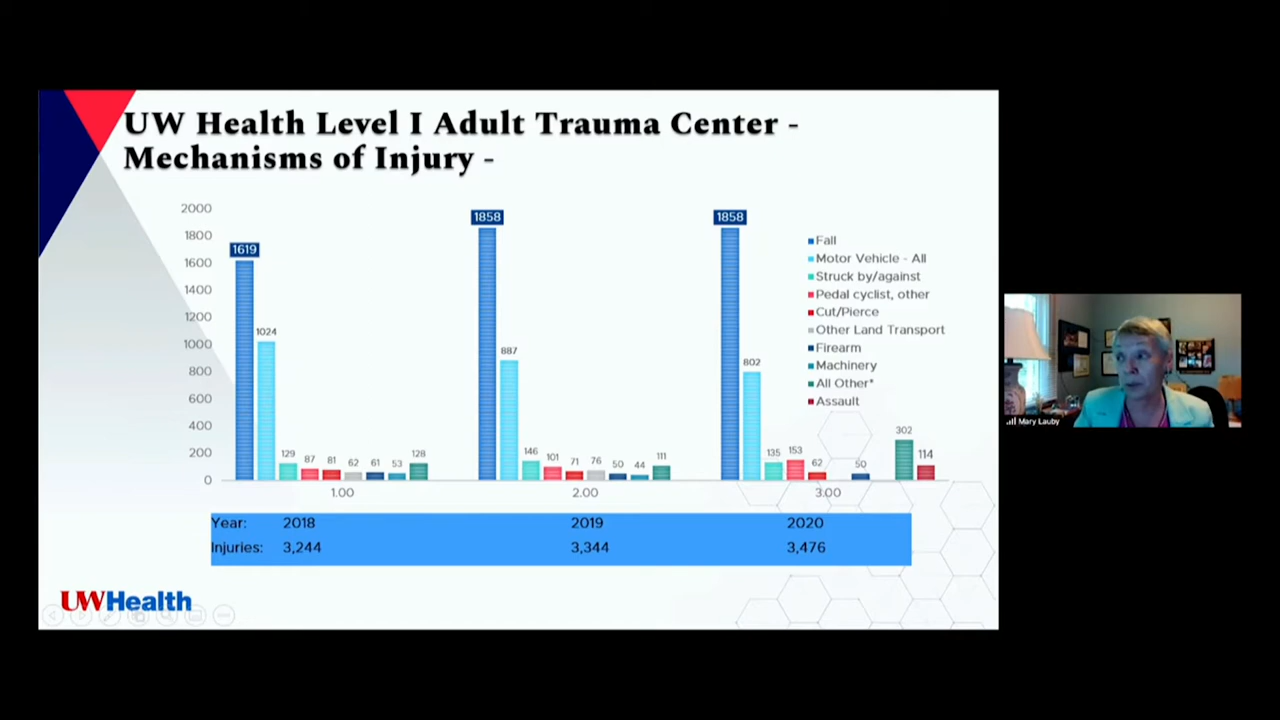 UW Health Level I Adult Trauma Center -
Mechanisms of Injury -
2000
1800
1600
1400
1200
1000
800
600
400
200
0
1619
1024
129
87
81
62
61
53
128
1858
887
146
101
71
76
50
44
111
1858
802
135
153
62
50
302
114
1.00
2.00
3.00
Fall
Motor Vehicle - All
Struck by/against
Pedal cyclist, other
Cut/Pierce
Other Land Transport
Firearm
Machinery
All Other*
Assault
Year: 2018 2019 2020
Injuries: 3,244 3,344 3,476
UWHealth
Mary Lauby